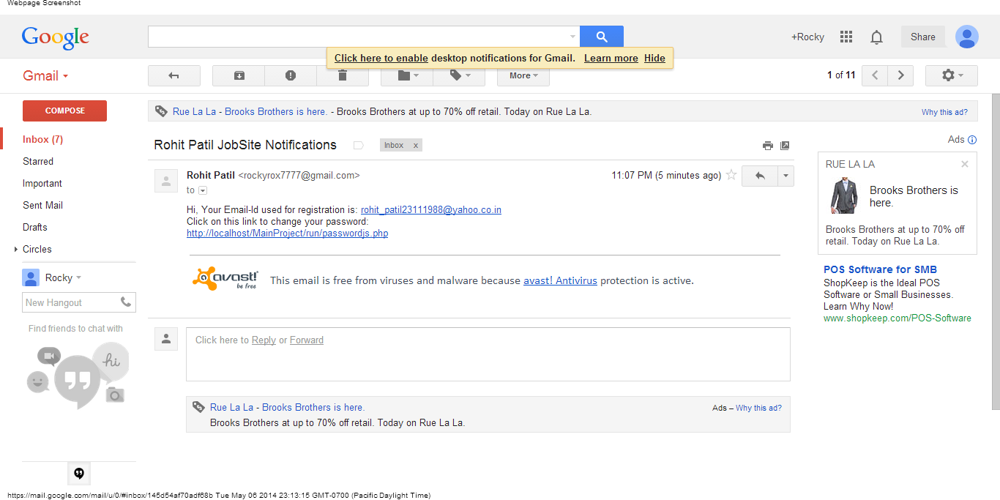 Webpage Screenshot
Google
+Rocky
Share
Click here to enable desktop notifications for Gmail. Learn more Hide
Gmail
More
1 of 11
COMPOSE
Rue La La - Brooks Brothers is here. - Brooks Brothers at up to 70% off retail. Today on Rue La La.
Why this ad?
Inbox (7)
Starred
Important
Sent Mail
Drafts
Circles
Rocky
New Hangout
Find friends to chat with
hi
Rohit Patil JobSite Notifications
Inbox x
Rohit Patil <rockyrox7777@gmail.com>
11:07 PM (5 minutes ago)
to
Hi, Your Email-Id used for registration is: rohit_patil23111988@yahoo.co.in
Click on this link to change your password:
http://localhost/MainProject/run/passwordjs.php
avast!
be free
This email is free from viruses and malware because avast! Antivirus protection is active.
Click here to Reply or Forward
Rue La La - Brooks Brothers is here.
Ads – Why this ad?
Brooks Brothers at up to 70% off retail. Today on Rue La La.
Ads
RUE LA LA
Brooks Brothers is
here.
Brooks Brothers at up to 70% off
retail. Today on Rue La La.
POS Software for SMB
ShopKeep is the Ideal POS
Software or Small Businesses.
Learn Why Now!
www.shopkeep.com/POS-Software
https://mail.google.com/mail/u/0/#inbox/145d54af70adf68b Tue May 06 2014 23:13:15 GMT-0700 (Pacific Daylight Time)